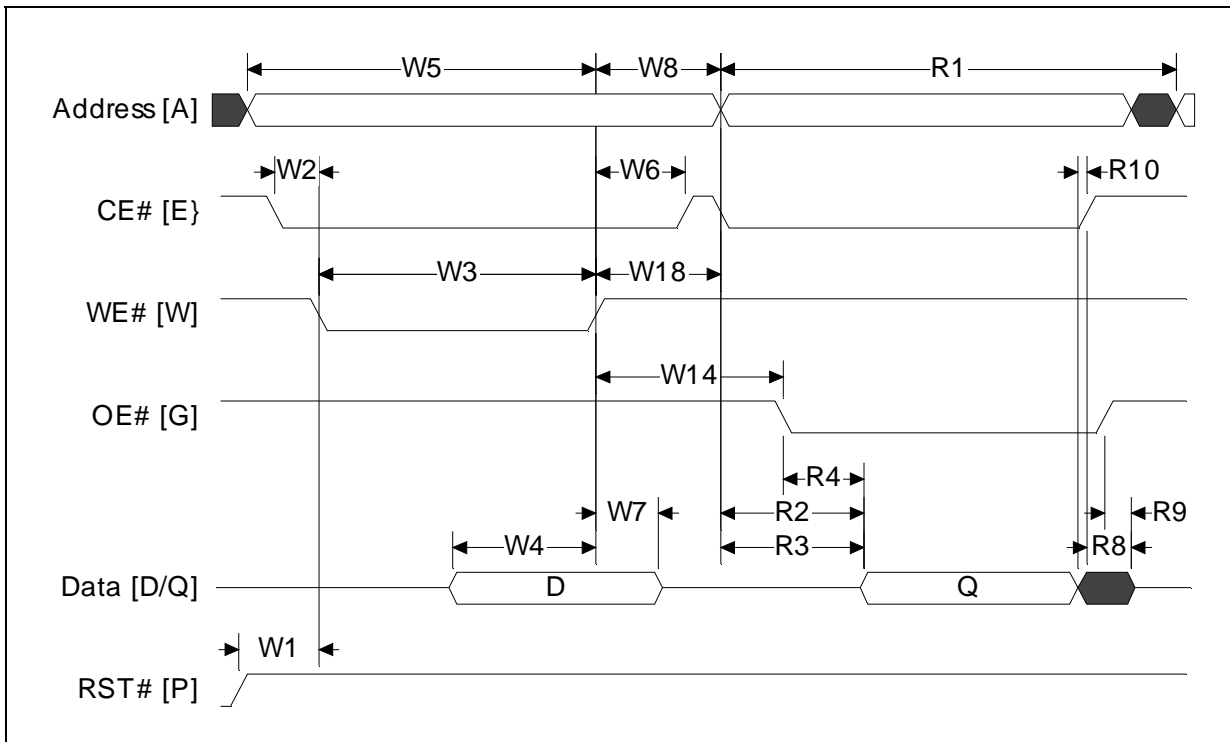 W5 W8 R1
Address [A]
W2 W6 R10
CE# [E}
W3 W18
WE# [W]
W14
OE# [G]
R4
W7 R2 R9
W4 R3 R8
Data [D/Q] D Q
W1
RST# [P]